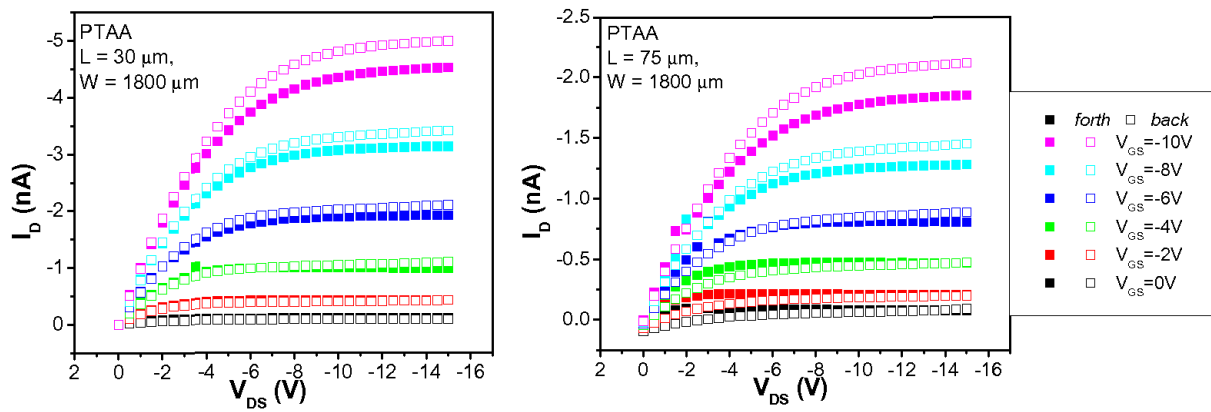 PTAA
L = 30 μm,
W = 1800 μm
-5
-4
-3
-2
-1
0
I_D (nA)
2 0 -2 -4 -6 -8 -10 -12 -14 -16
V_DS (V)
PTAA
L = 75 μm,
W = 1800 μm
-2.5
-2.0
-1.5
-1.0
-0.5
0.0
I_D (nA)
2 0 -2 -4 -6 -8 -10 -12 -14 -16
V_DS (V)
forth back
V_GS=-10V
V_GS=-8V
V_GS=-6V
V_GS=-4V
V_GS=-2V
V_GS=0V